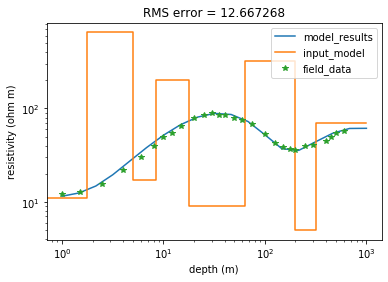 RMS error = 12.667268
model_results
input_model
field_data
resistivity (ohm m)
10²
10¹
10⁰ 10¹ 10² 10³
depth (m)